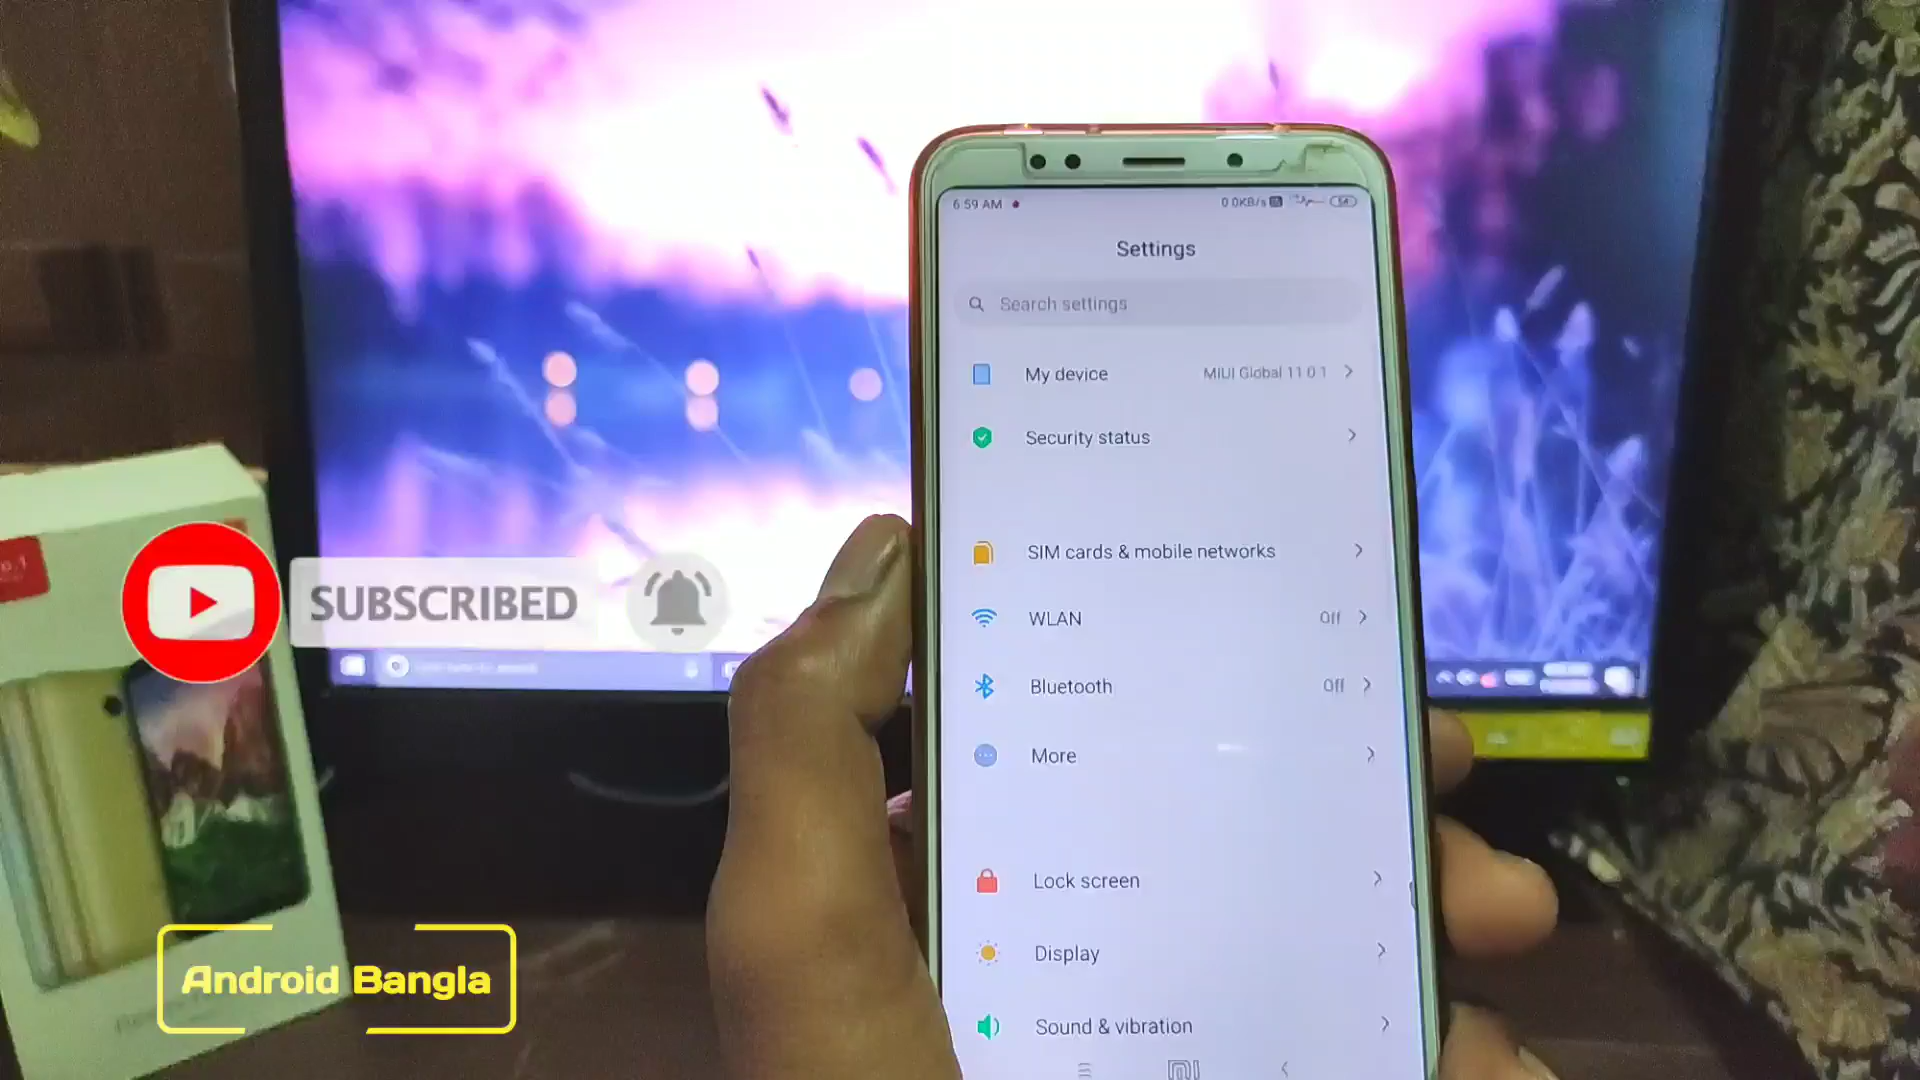 6:59 AM
0.0KB/s
54
Settings
Search settings
My device
MIUI Global 11.0.1
Security status
SIM cards & mobile networks
WLAN
Off
Bluetooth
Off
More
Lock screen
Display
Sound & vibration
SUBSCRIBED
Android Bangla